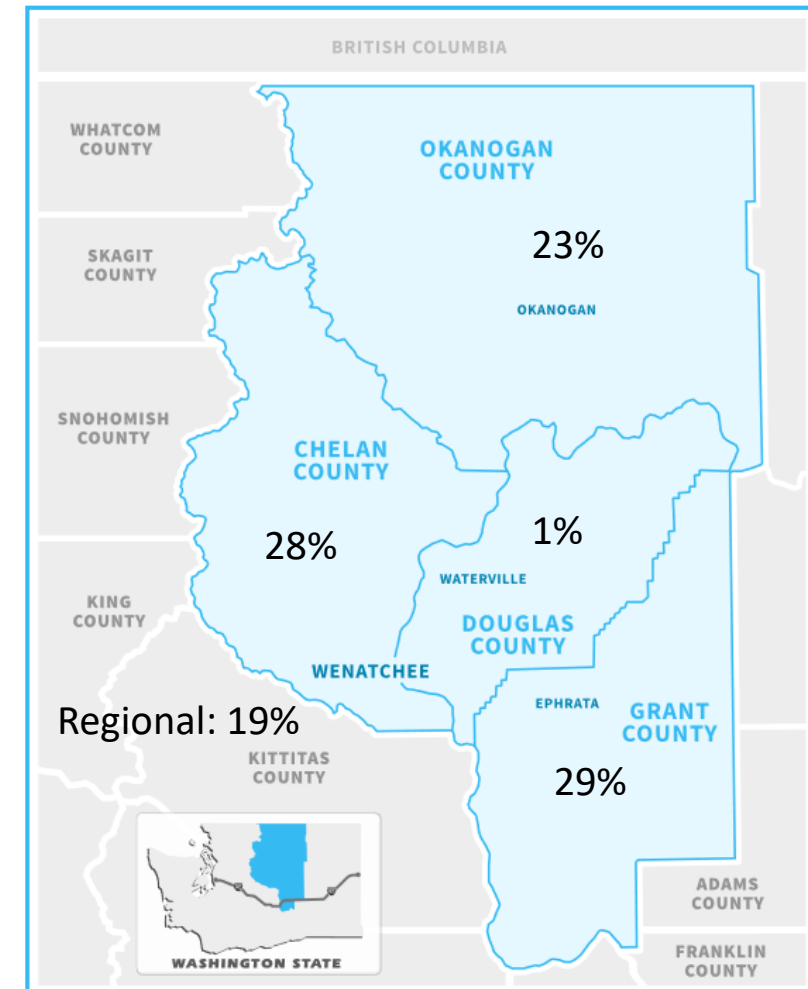 BRITISH COLUMBIA
WHATCOM
COUNTY
OKANOGAN
COUNTY
23%
SKAGIT
COUNTY
OKANOGAN
SNOHOMISH
COUNTY
CHELAN
COUNTY
28%
1%
WATERVILLE
KING
COUNTY
DOUGLAS
COUNTY
WENATCHEE
EPHRATA
GRANT
COUNTY
Regional: 19%
KITTITAS
COUNTY
29%
ADAMS
COUNTY
FRANKLIN
COUNTY
WASHINGTON STATE